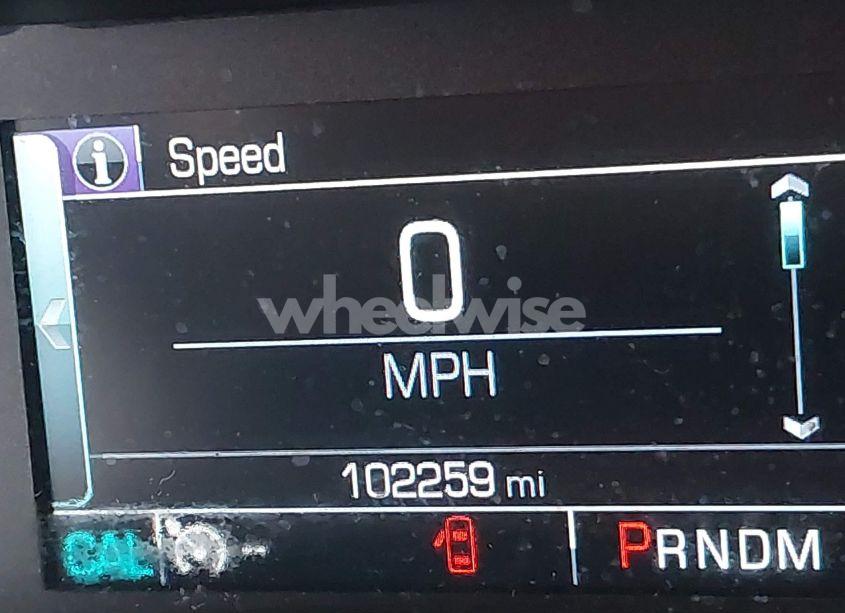 i Speed
0
wheelwise
MPH
102259 mi
CAL PRNDM